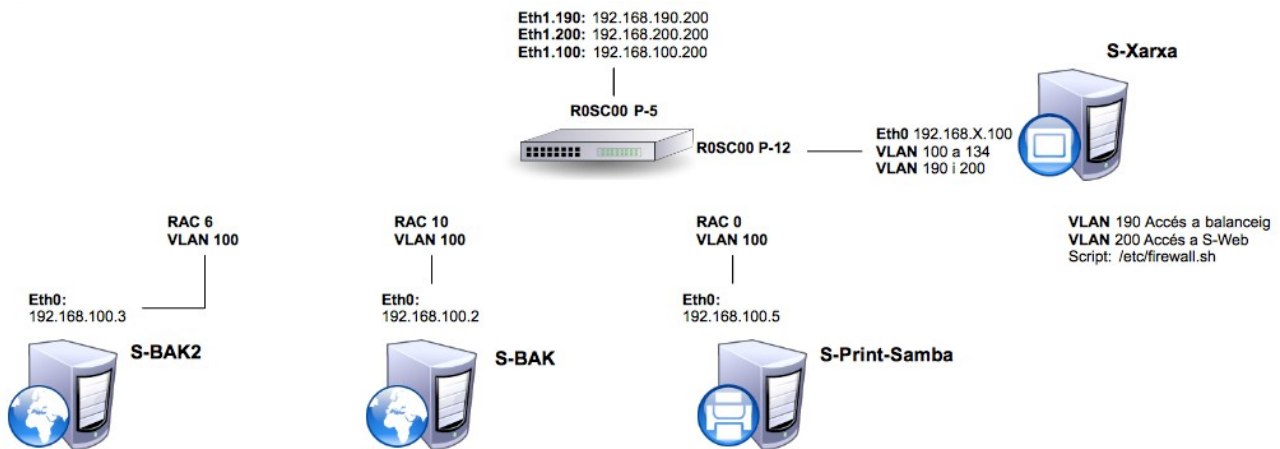 Eth1.190: 192.168.190.200
Eth1.200: 192.168.200.200
Eth1.100: 192.168.100.200
S-Xarxa
R0SC00 P-5
R0SC00 P-12
Eth0 192.168.X.100
VLAN 100 a 134
VLAN 190 i 200
RAC 6
VLAN 100
RAC 10
VLAN 100
RAC 0
VLAN 100
VLAN 190 Accés a balanceig
VLAN 200 Accés a S-Web
Script: /etc/firewall.sh
Eth0:
192.168.100.3
Eth0:
192.168.100.2
Eth0:
192.168.100.5
S-BAK2
S-BAK
S-Print-Samba